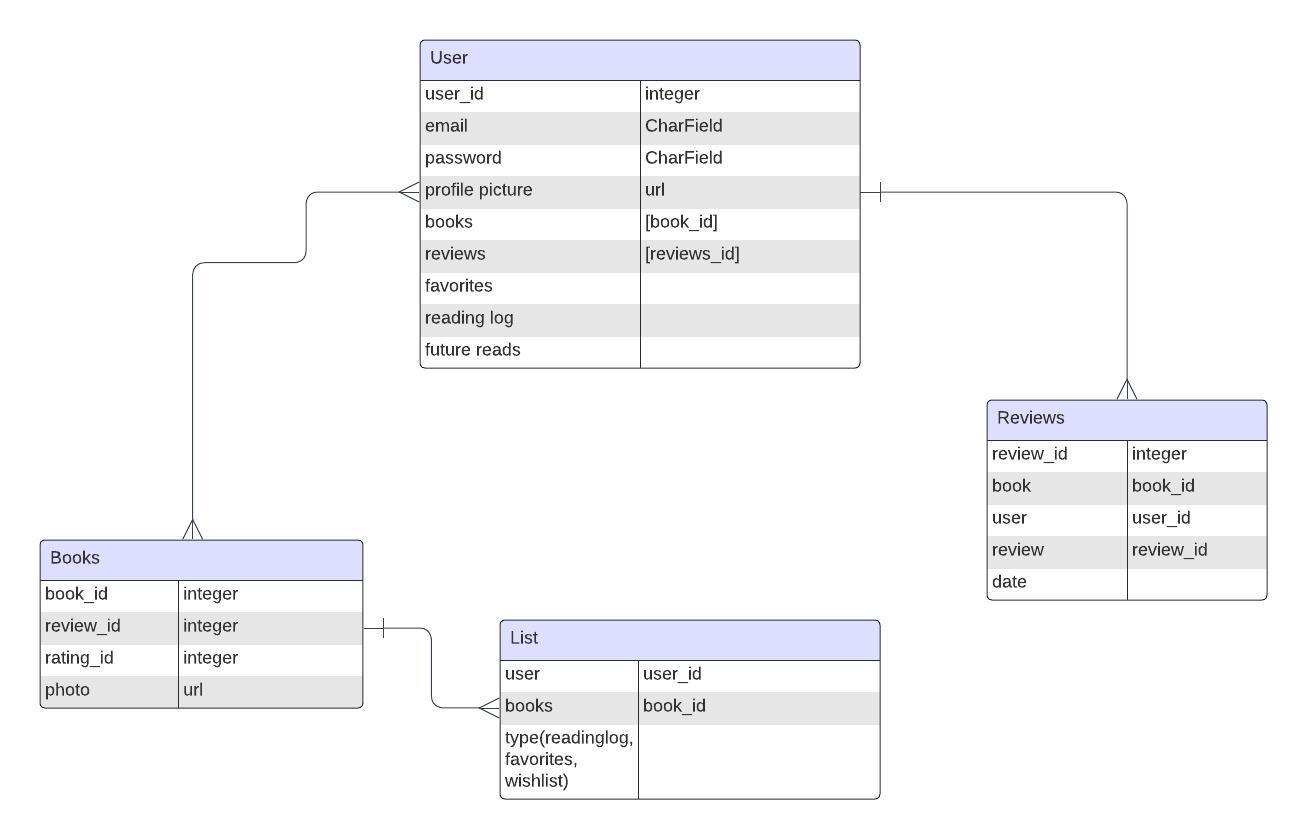 User
user_id integer
email CharField
password CharField
profile picture url
books [book_id]
reviews [reviews_id]
favorites
reading log
future reads
Reviews
review_id integer
book book_id
user user_id
review review_id
date
Books
book_id integer
review_id integer
rating_id integer
photo url
List
user user_id
books book_id
type(readinglog,
favorites,
wishlist)